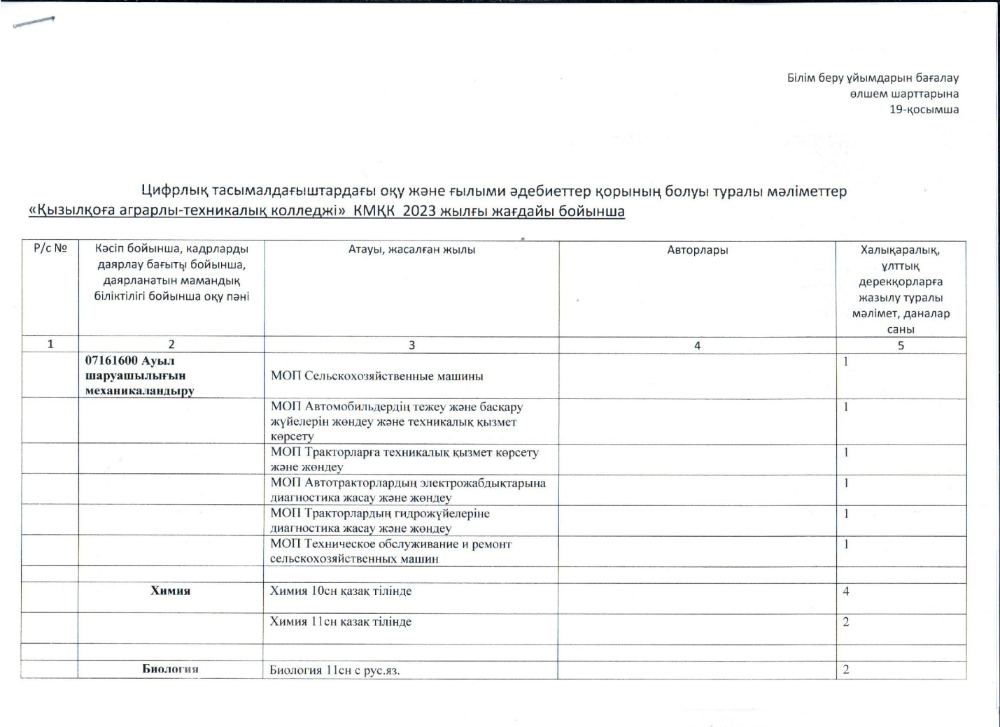 Білім беру ұйымдарын бағалау
өлшем шарттарына
19-қосымша
Цифрлық тасымалдағыштардағы оқу және ғылыми әдебиеттер қорының болуы туралы мәліметтер
«Қызылқоға аграрлы-техникалық колледжі» КМҚК 2023 жылғы жағдайы бойынша
Р/с № Кәсіп бойынша, кадрларды Атауы, жасалған жылы Авторлары Халықаралық,
даярлау бағыты бойынша, ұлттық
даярланатын мамандық дерекқорларға
біліктілігі бойынша оқу пәні жазылу туралы
мәлімет, даналар
саны
1 2 3 4 5
07161600 Ауыл 1
шаруашылығын МОП Сельскохозяйственные машины
механикаландыру
МОП Автомобильдердің тежеу және басқару 1
жүйелерін жөндеу және техникалық қызмет
көрсету
МОП Тракторларға техникалық қызмет көрсету 1
және жөндеу
МОП Автотракторлардың электрожабдықтарына 1
диагностика жасау және жөндеу
МОП Тракторлардың гидрожүйелеріне 1
диагностика жасау және жөндеу
МОП Техническое обслуживание и ремонт 1
сельскохозяйственных машин
Химия Химия 10сн қазақ тілінде 4
Химия 11сн қазақ тілінде 2
Биология Биология 11сн с рус.яз. 2